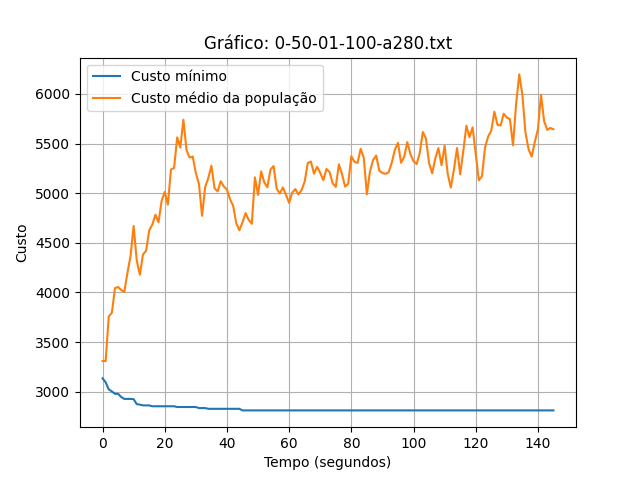 Gráfico: 0-50-01-100-a280.txt
Custo mínimo
Custo médio da população
Custo
6000
5500
5000
4500
4000
3500
3000
0 20 40 60 80 100 120 140
Tempo (segundos)